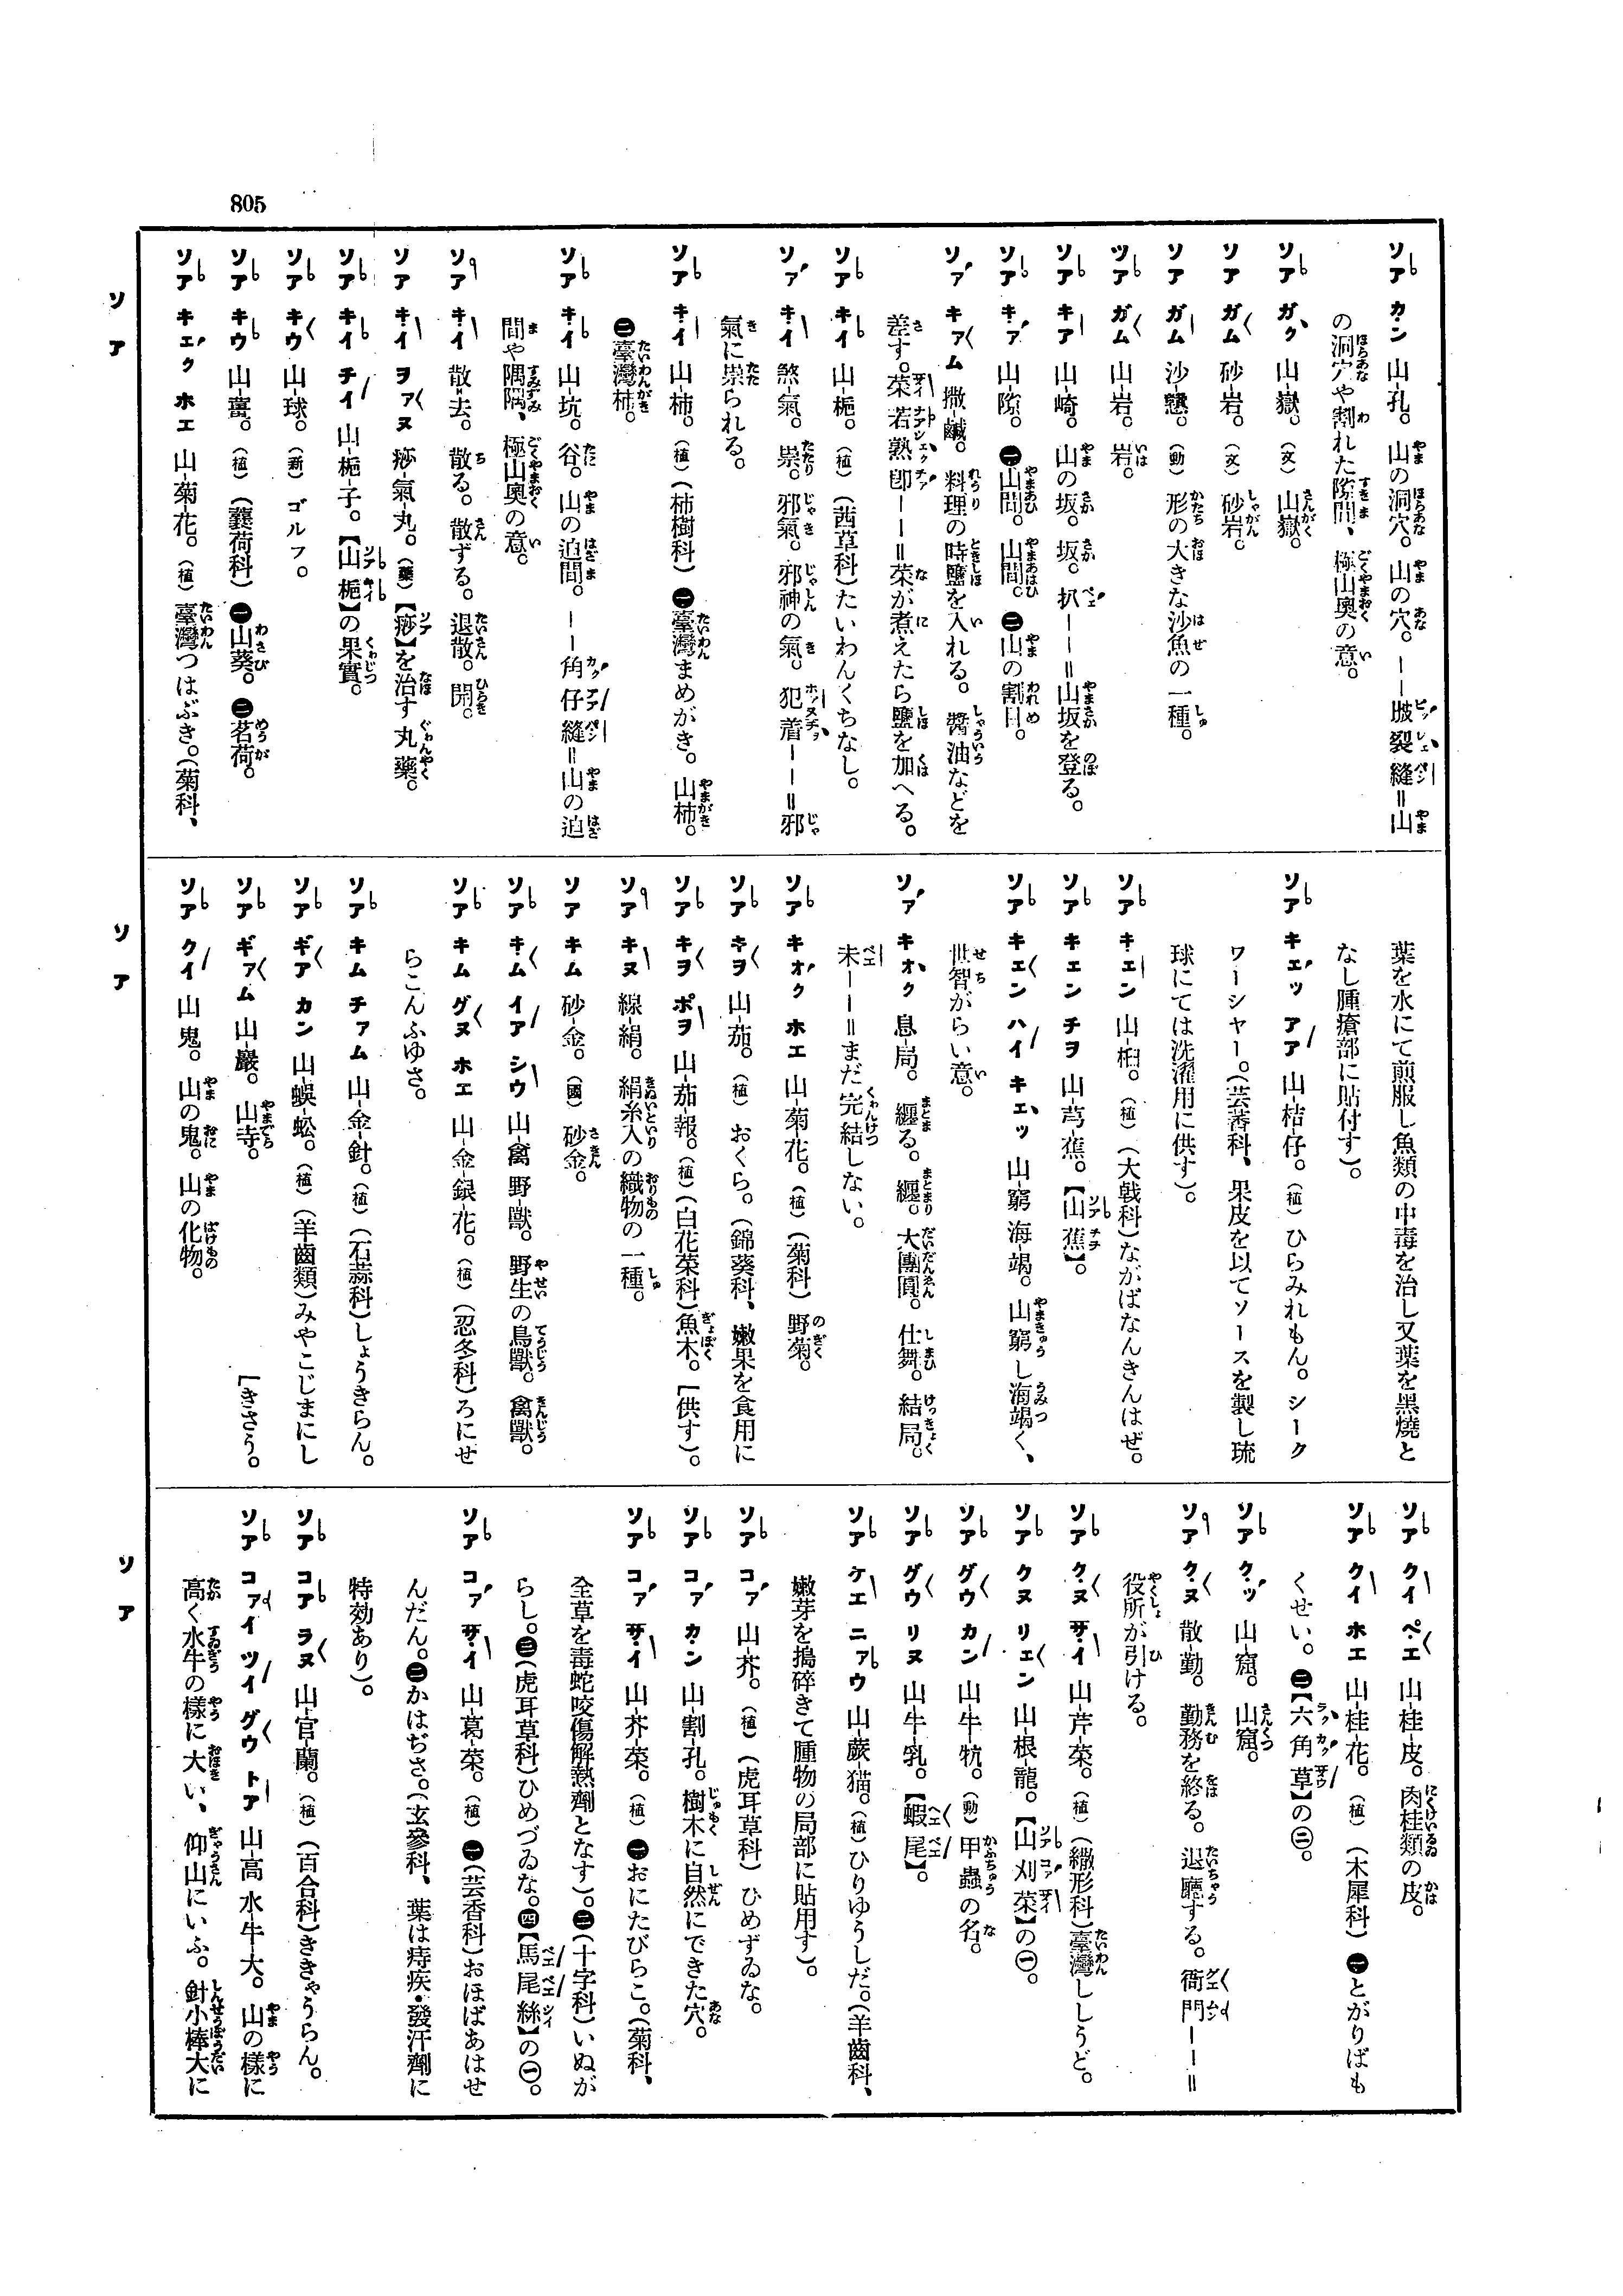 805
ソア カン 山-孔。山の洞穴。山の穴。——墢裂縫=山
の洞穴や割れた隙間、極山奥の意。
ソア ガク 山-嶽。(文) 山嶽。
ソア ガム 砂-岩。(文) 砂岩。
ソア ガム 沙-戇。(動) 形の大きな沙魚の一種。
ソア ガム 山-岩。岩。
ソア キア 山-崎。山の坂。坂。扒——=山坂を登る。
ソア キァ 山-隙。㊀山間。山間。㊁山の割目。
ソァ キァム 撒-鹹。料理の時鹽を入れる。醬油などを
差す。菜若熟卽——=菜が煮えたら鹽を加へる。
ソア キイ 山-梔。(植) (茜草科)たいわんくちなし。
ソァ キイ 煞-氣。祟。邪氣。邪神の氣。犯着——=邪
氣に祟られる。
ソア キイ 山-柿。(植) (柿樹科) ㊀臺灣まめがき。山柿。
㊁臺灣柿。
ソア キイ 山-坑。谷。山の迫間。——角仔縫=山の迫
間や隅隅、極山奥の意。
ソア キイ 散-去。散る。散ずる。退散。開。
ソア キイ ヲァヌ 痧-氣-丸。(藥) 【痧】を治す丸藥。
ソア キイ チイ 山-梔-子。【山梔】の果實。
ソア キウ 山-球。(新) ゴルフ。
ソア キウ 山-薑。(植) (蘘荷科) ㊀山葵。㊁茗荷。
ソア キェク ホエ 山-菊-花。(植) 臺灣つはぶき。(菊科、
葉を水にて煎服し魚類の中毒を治し又葉を黑燒と
なし腫瘡部に貼付す)。
ソア キェッ アア 山-桔-仔。(植) ひらみれもん。シーク
ワーシャー。(芸香科、果皮を以てソースを製し琉
球にては洗濯用に供す)。
ソア キェン 山-桕。(植) (大戟科)ながばなんきんはぜ。
ソア キェン チヲ 山-芎-蕉。【山蕉】。
ソア キェン ハイ キェッ 山-窮 海-竭。山窮し海竭く、
世智がらい意。
ソァ キォク 息-局。纒る。纒。大團圓。仕舞。結局。
未——=まだ完結しない。
ソア キォク ホエ 山-菊-花。(植) (菊科) 野菊。
ソア キヲ 山-茄。(植) おくら。(錦葵科、嫩果を食用に
ソア キヲ ポヲ 山-茄-報。(植) (白花菜科)魚木。[供す)。
ソア キヌ 線-絹。絹糸入の織物の一種。
ソア キム 砂-金。(國) 砂金。
ソア キム イア シウ 山-禽 野-獸。野生の鳥獸。禽獸。
ソア キム グヌ ホエ 山-金-銀-花。(植) (忍冬科)ろにせ
らこんふゆさ。
ソア キム チァム 山-金-針。(植) (石蒜科)しょうきらん。
ソア ギア カン 山-蜈-蚣。(植) (羊齒類)みやこじまにし
ソア ギァム 山-巖。山寺。[きさう。
ソア クイ 山 鬼。山の鬼。山の化物。
ソア クイ ペエ 山-桂-皮。肉桂類の皮。
ソア クイ ホエ 山-桂-花。(植) (木犀科) ㊀とがりばも
くせい。㊁【六角草】の㊁。
ソア クッ 山-窟。山窟。
ソア クヌ 散-勤。勤務を終る。退廳する。衙門——=
役所が引ける。
ソア クヌ ザイ 山-芹-菜。(植) (繖形科)臺灣ししうど。
ソア クヌ リェン 山-根-龍。【山刈菜】の㊀。
ソア グウ カン 山-牛-牨。(動) 甲蟲の名。
ソア グウ リヌ 山-牛-乳。【蝦尾】。
ソア ケエ ニァウ 山-蕨-猫。(植) ひりゆうしだ。(羊齒科、
嫩芽を搗碎きて腫物の局部に貼用す)。
ソア コァ 山-芥。(植) (虎耳草科) ひめずゐな。
ソア コァ カン 山-割-孔。樹木に自然にできた穴。
ソア コァ ザイ 山-芥-菜。(植) ㊀おにたびらこ。(菊科、
全草を毒蛇咬傷解熱劑となす)。㊁(十字科)いぬが
らし。㊂(虎耳草科)ひめづゐな。㊃【馬尾絲】の㊀。
ソア コァ ザイ 山-葛-菜。(植) ㊀(芸香科)おほばあはせ
んだん。㊁かはぢさ。(玄參科、葉は痔疾・發汗劑に
特効あり)。
ソア コア ラヌ 山-官-蘭。(植) (百合科)ききゃうらん。
ソア コァイ ツイ グウ トア 山-高 水-牛-大。山の様に
高く水牛の樣に大い、仰山にいふ。針小棒大に
ソア
ソア
ソア